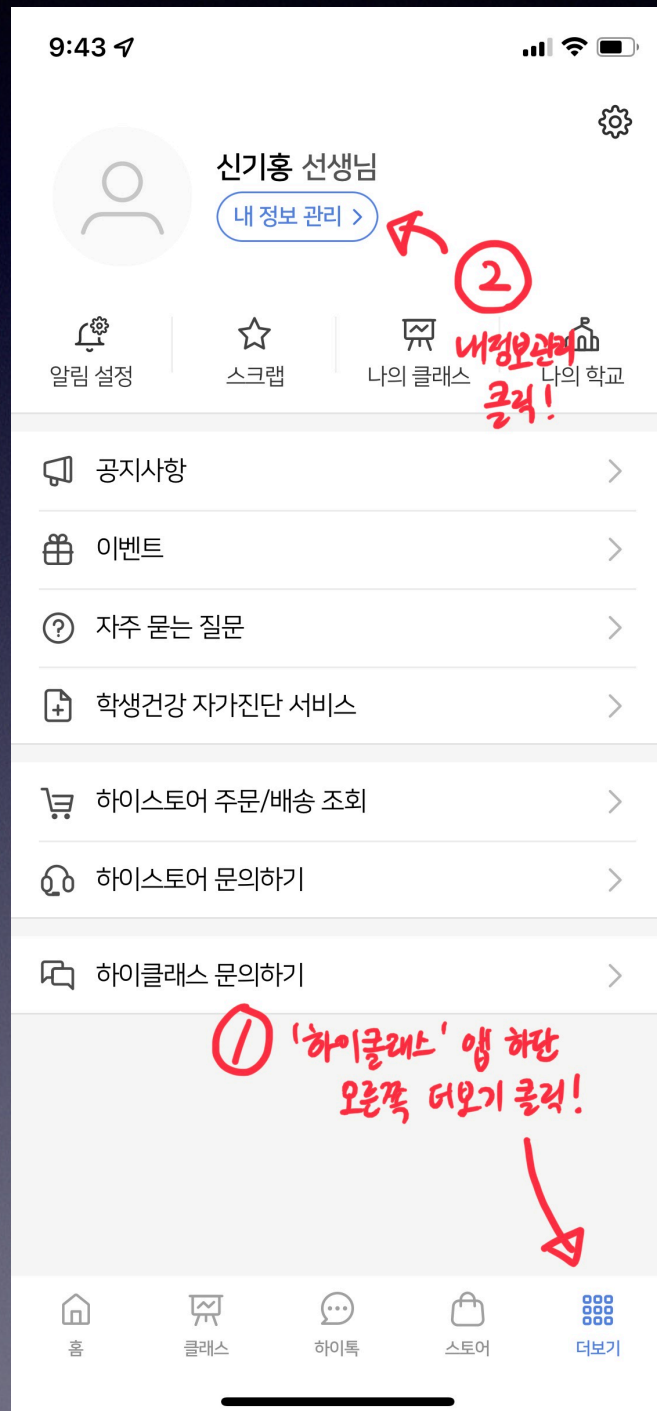 9:43
신기홍 선생님
내 정보 관리 >
②
내정보관리
클릭!
알림 설정
스크랩
나의 클래스
나의 학교
공지사항
이벤트
자주 묻는 질문
학생건강 자가진단 서비스
하이스토어 주문/배송 조회
하이스토어 문의하기
하이클래스 문의하기
① '하이클래스' 앱 하단
오른쪽 더보기 클릭!
홈
클래스
하이톡
스토어
더보기